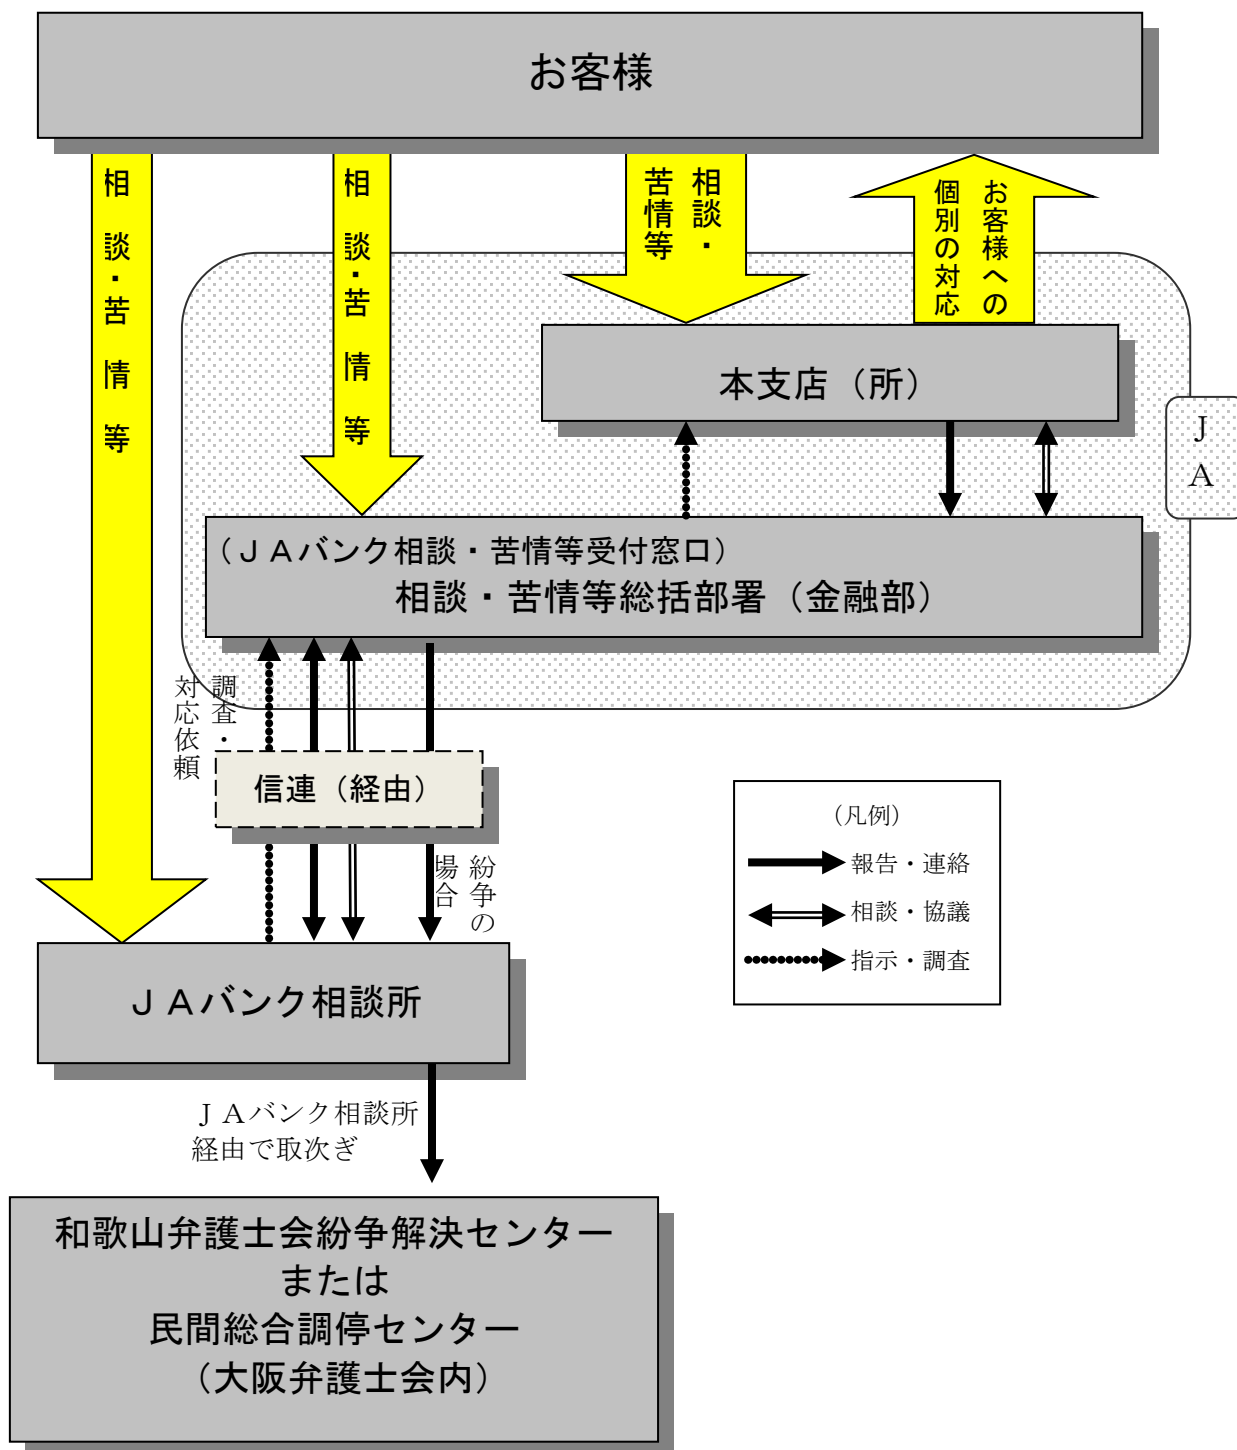 お客様
相談・苦情等
相談・苦情等
相談・
苦情等
お客様への
個別の対応
本支店（所）
ＪＡ
（ＪＡバンク相談・苦情等受付窓口）
相談・苦情等総括部署（金融部）
調査・
対応依頼
信連（経由）
紛争の
場合
（凡例）
報告・連絡
相談・協議
指示・調査
ＪＡバンク相談所
ＪＡバンク相談所
経由で取次ぎ
和歌山弁護士会紛争解決センター
または
民間総合調停センター
（大阪弁護士会内）